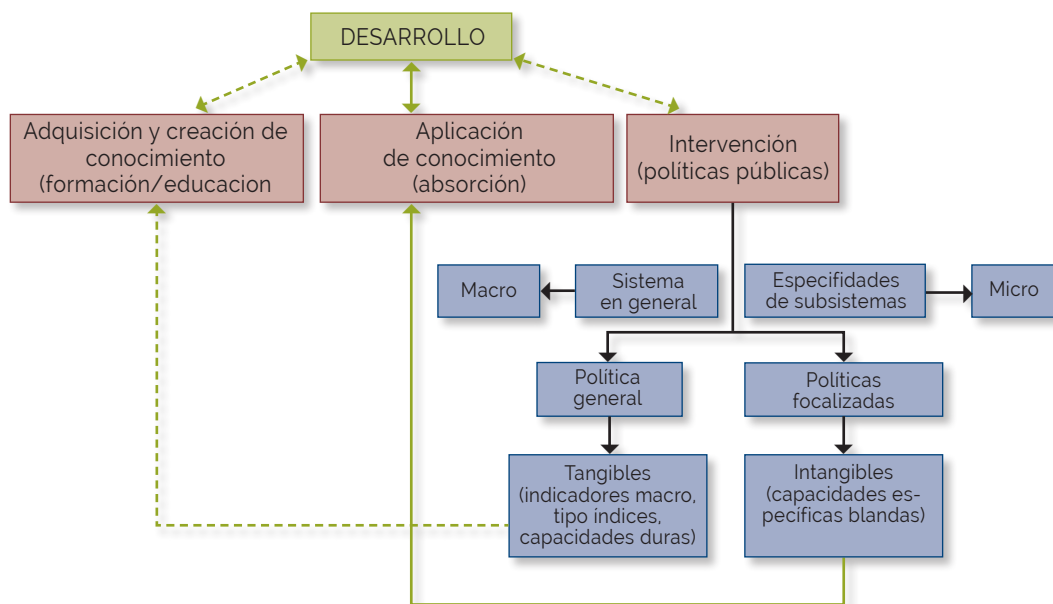 DESARROLLO
Adquisición y creación de
conocimiento
(formación/educacion
Aplicación
de conocimiento
(absorción)
Intervención
(políticas públicas)
Macro
Sistema
en general
Especifidades
de subsistemas
Micro
Política
general
Políticas
focalizadas
Tangibles
(indicadores macro,
tipo índices,
capacidades duras)
Intangibles
(capacidades es-
pecíficas blandas)